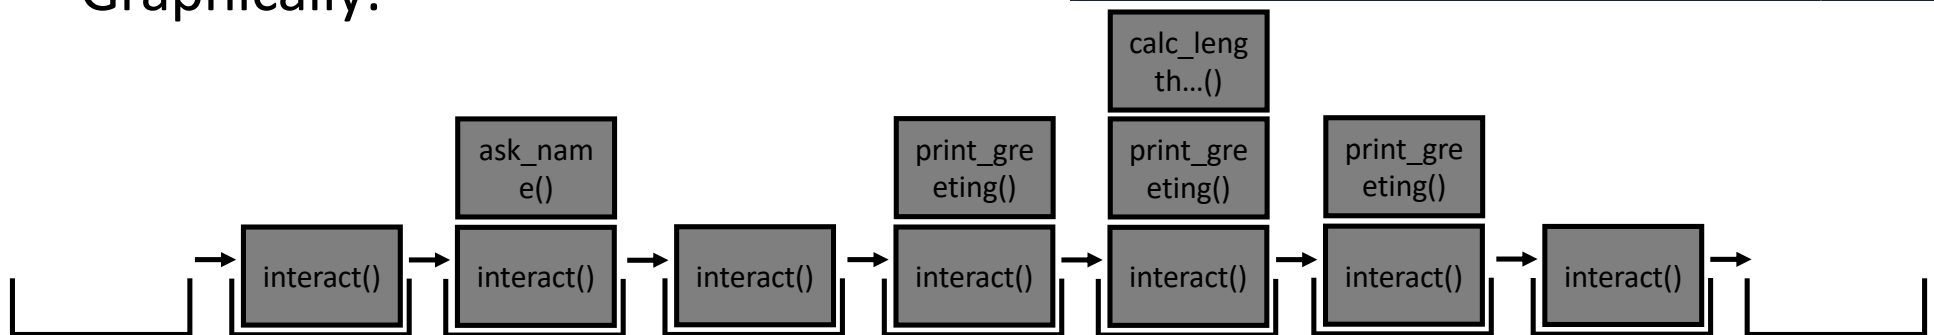 Graphically:
calc_leng
th...()
ask_nam
e()
print_gre
eting()
print_gre
eting()
print_gre
eting()
interact()
interact()
interact()
interact()
interact()
interact()
interact()